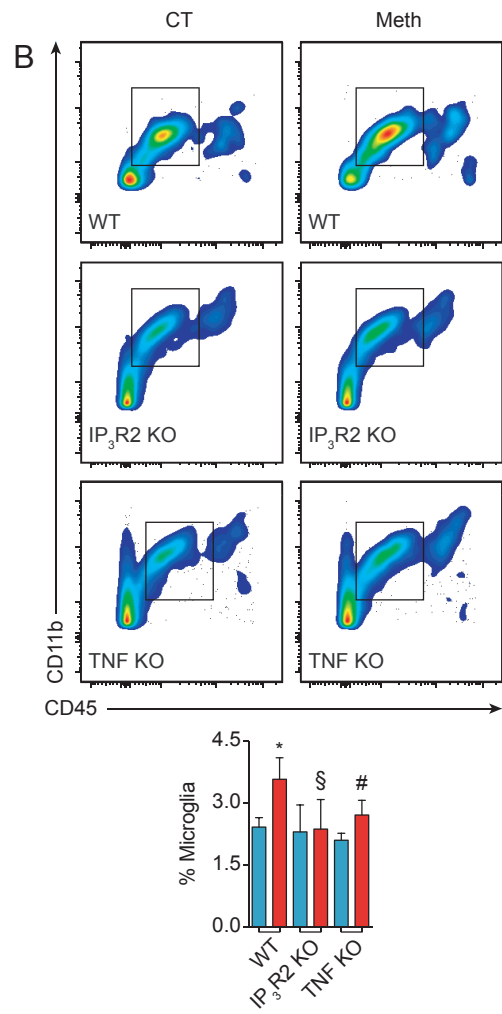 B
CT Meth
WT WT
IP₃R2 KO IP₃R2 KO
TNF KO TNF KO
CD11b
CD45
4.5
3.0
1.5
0.0
% Microglia
* § #
WT IP₃R2 KO TNF KO